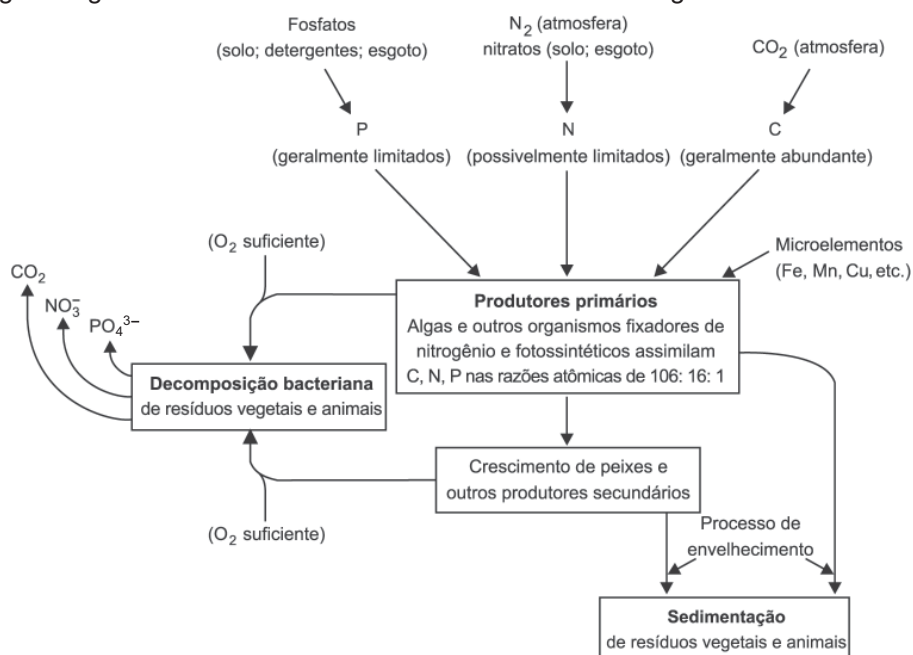 Fosfatos
(solo; detergentes; esgoto)
N₂ (atmosfera)
nitratos (solo; esgoto)
CO₂ (atmosfera)
P
(geralmente limitados)
N
(possivelmente limitados)
C
(geralmente abundante)
(O₂ suficiente)
Microelementos
(Fe, Mn, Cu, etc.)
CO₂
NO₃⁻
PO₄³⁻
Produtores primários
Algas e outros organismos fixadores de
nitrogênio e fotossintéticos assimilam
C, N, P nas razões atômicas de 106: 16: 1
Decomposição bacteriana
de resíduos vegetais e animais
Crescimento de peixes e
outros produtores secundários
(O₂ suficiente)
Processo de
envelhecimento
Sedimentação
de resíduos vegetais e animais